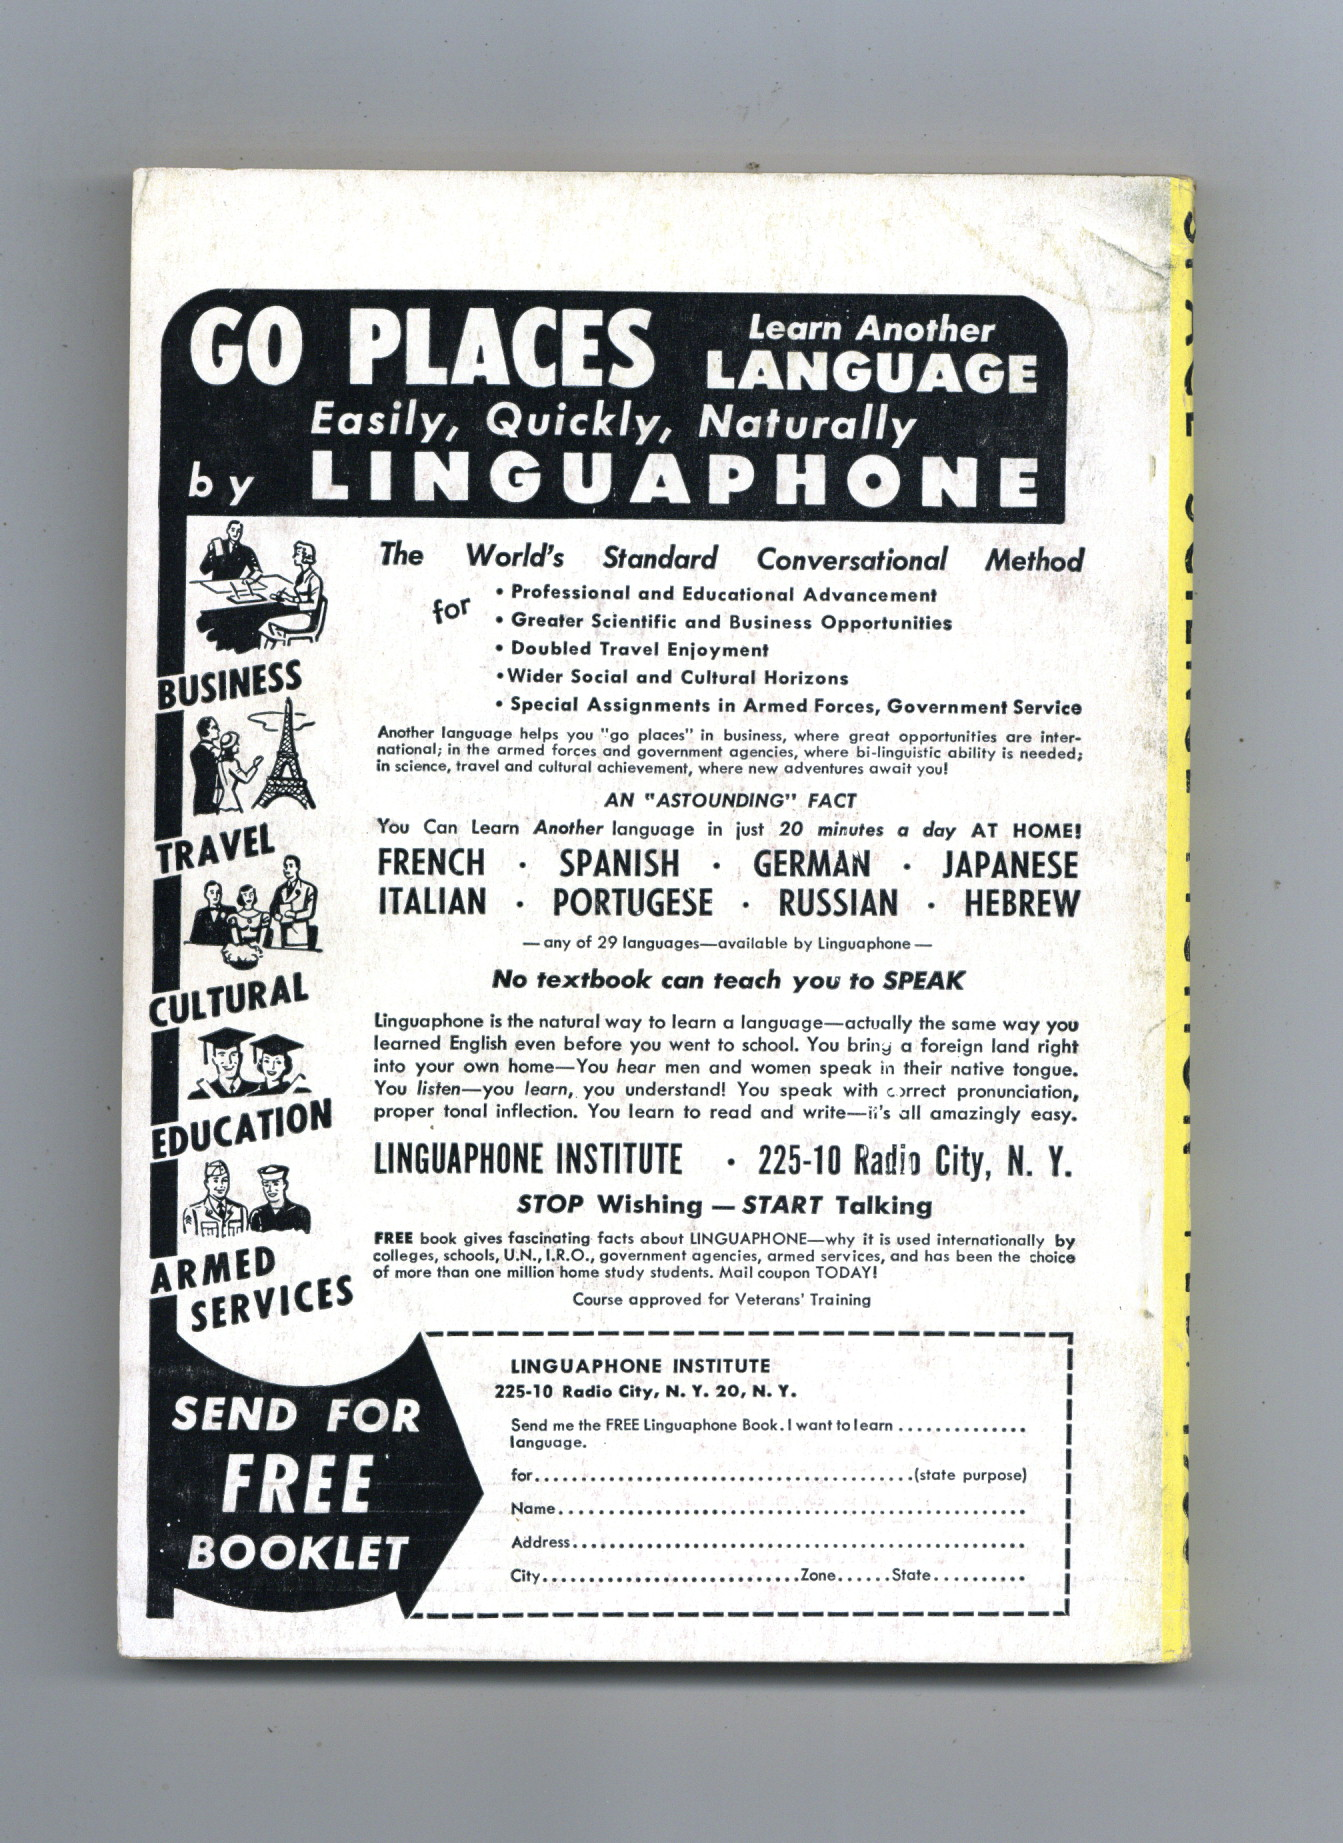 GO PLACES
Learn Another
LANGUAGE
Easily, Quickly, Naturally
by LINGUAPHONE
BUSINESS
TRAVEL
CULTURAL
EDUCATION
ARMED
SERVICES
The World's Standard Conversational Method
for
• Professional and Educational Advancement
• Greater Scientific and Business Opportunities
• Doubled Travel Enjoyment
•Wider Social and Cultural Horizons
• Special Assignments in Armed Forces, Government Service
Another language helps you "go places" in business, where great opportunities are inter-
national; in the armed forces and government agencies, where bi-linguistic ability is needed;
in science, travel and cultural achievement, where new adventures await you!
AN "ASTOUNDING" FACT
You Can Learn Another language in just 20 minutes a day AT HOME!
FRENCH · SPANISH · GERMAN · JAPANESE
ITALIAN · PORTUGESE · RUSSIAN · HEBREW
— any of 29 languages—available by Linguaphone —
No textbook can teach you to SPEAK
Linguaphone is the natural way to learn a language—actually the same way you
learned English even before you went to school. You bring a foreign land right
into your own home—You hear men and women speak in their native tongue.
You listen—you learn, you understand! You speak with correct pronunciation,
proper tonal inflection. You learn to read and write—it's all amazingly easy.
LINGUAPHONE INSTITUTE · 225-10 Radio City, N. Y.
STOP Wishing — START Talking
FREE book gives fascinating facts about LINGUAPHONE—why it is used internationally by
colleges, schools, U.N., I.R.O., government agencies, armed services, and has been the choice
of more than one million home study students. Mail coupon TODAY!
Course approved for Veterans' Training
SEND FOR
FREE
BOOKLET
LINGUAPHONE INSTITUTE
225-10 Radio City, N. Y. 20, N. Y.
Send me the FREE Linguaphone Book. I want to learn ..............
language.
for..........................................(state purpose)
Name....................................................
Address..................................................
City.............................Zone......State..........